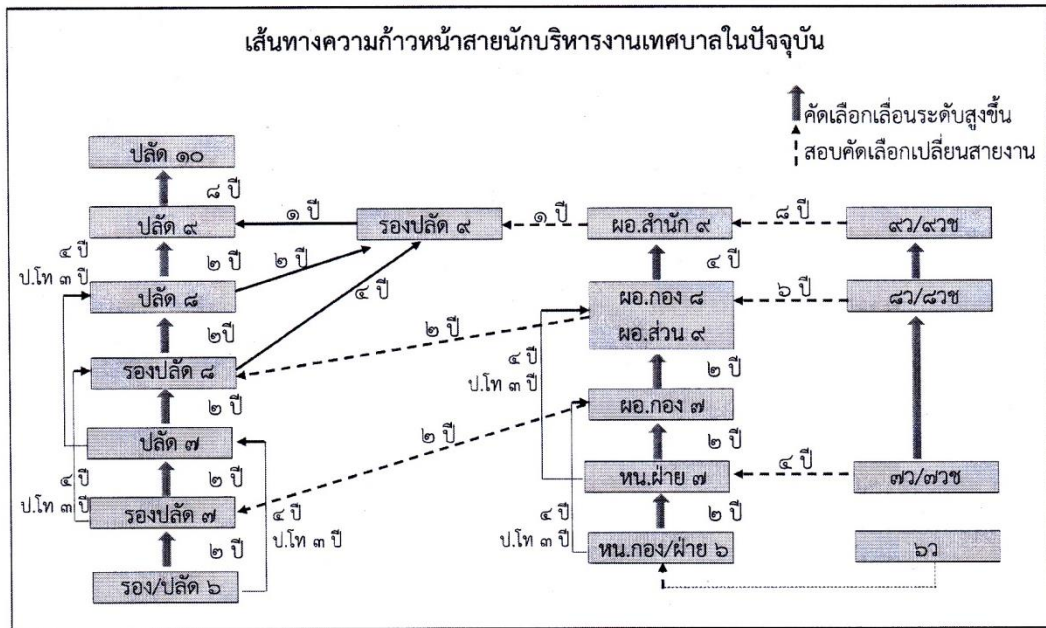 เส้นทางความก้าวหน้าสายนักบริหารงานเทศบาลในปัจจุบัน
คัดเลือกเลื่อนระดับสูงขึ้น
สอบคัดเลือกเปลี่ยนสายงาน
ปลัด ๑๐
๘ ปี
ปลัด ๙
๑ ปี
รองปลัด ๙
๑ ปี
ผอ.สำนัก ๙
๘ ปี
๙ว/๙วช
๔ ปี
ป.โท ๓ ปี
๒ ปี
๒ ปี
๔ ปี
๔ ปี
ปลัด ๘
ผอ.กอง ๘
ผอ.ส่วน ๙
๖ ปี
๘ว/๘วช
๒ปี
๒ ปี
รองปลัด ๘
๔ ปี
ป.โท ๓ ปี
๒ ปี
๒ ปี
ผอ.กอง ๗
ปลัด ๗
๒ ปี
๒ ปี
๔ ปี
ป.โท ๓ ปี
๒ ปี
หน.ฝ่าย ๗
๔ ปี
๗ว/๗วช
รองปลัด ๗
๔ ปี
ป.โท ๓ ปี
๔ ปี
ป.โท ๓ ปี
๒ ปี
๒ ปี
หน.กอง/ฝ่าย ๖
๖ว
รอง/ปลัด ๖